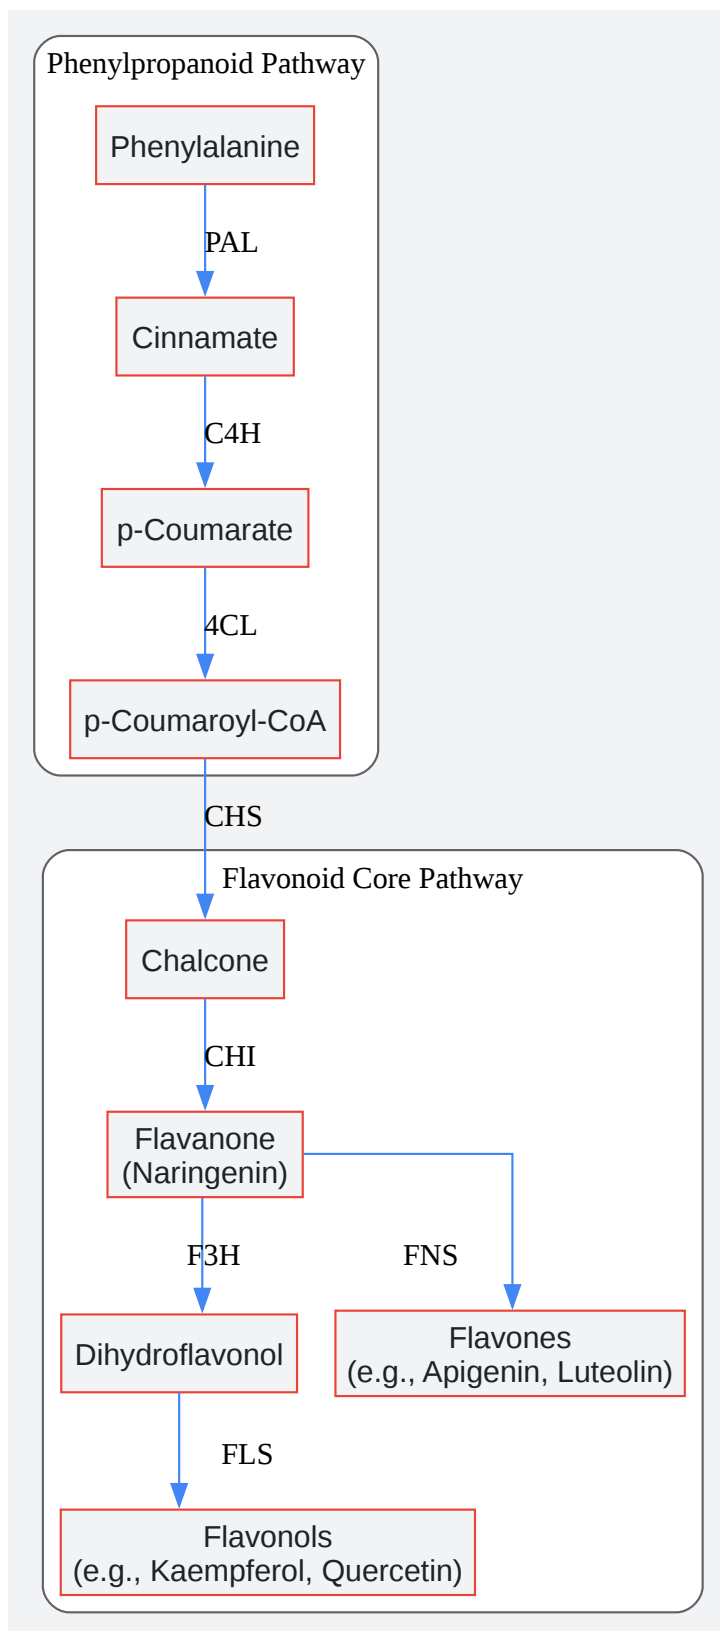 Phenylpropanoid Pathway
Phenylalanine
PAL
Cinnamate
C4H
p-Coumarate
4CL
p-Coumaroyl-CoA
CHS
Flavonoid Core Pathway
Chalcone
CHI
Flavanone
(Naringenin)
F3H
FNS
Dihydroflavonol
Flavones
(e.g., Apigenin, Luteolin)
FLS
Flavonols
(e.g., Kaempferol, Quercetin)